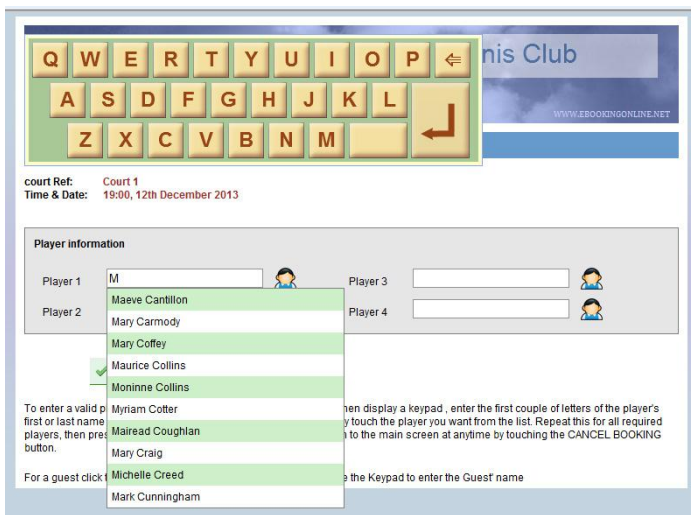 nis Club
Q W E R T Y U I O P ⇐
A S D F G H J K L
Z X C V B N M
WWW.EBOOKINGONLINE.NET
court Ref: Court 1
Time & Date: 19:00, 12th December 2013
Player information
Player 1 M Player 3
Player 2 Player 4
Maeve Cantillon
Mary Carmody
Mary Coffey
Maurice Collins
Moninne Collins
Myriam Cotter
Mairead Coughlan
Mary Craig
Michelle Creed
Mark Cunningham
To enter a valid p hen display a keypad , enter the first couple of letters of the player's
first or last name y touch the player you want from the list. Repeat this for all required
players, then pres to the main screen at anytime by touching the CANCEL BOOKING
button.
For a guest click t e the Keypad to enter the Guest' name